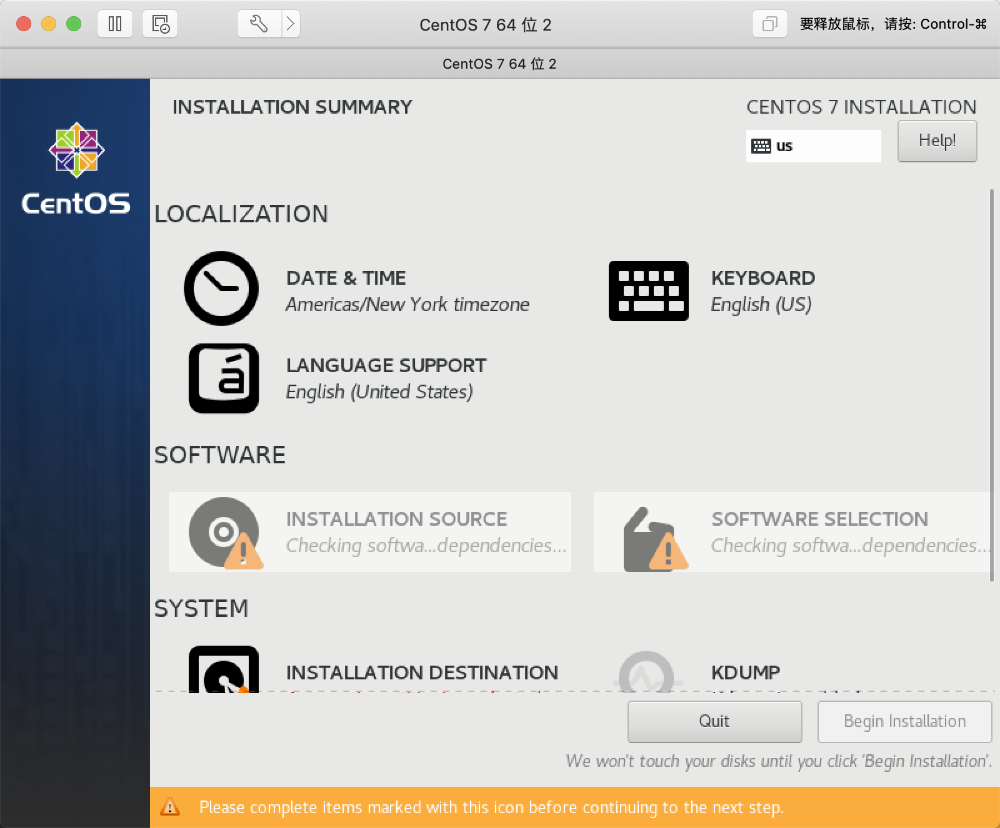 CentOS 7 64 位 2
要释放鼠标，请按: Control-⌘
CentOS 7 64 位 2
CentOS
INSTALLATION SUMMARY
CENTOS 7 INSTALLATION
us
Help!
LOCALIZATION
DATE & TIME
Americas/New York timezone
KEYBOARD
English (US)
LANGUAGE SUPPORT
English (United States)
SOFTWARE
INSTALLATION SOURCE
Checking softwa...dependencies...
SOFTWARE SELECTION
Checking softwa...dependencies...
SYSTEM
INSTALLATION DESTINATION
KDUMP
Quit
Begin Installation
We won't touch your disks until you click 'Begin Installation'.
Please complete items marked with this icon before continuing to the next step.